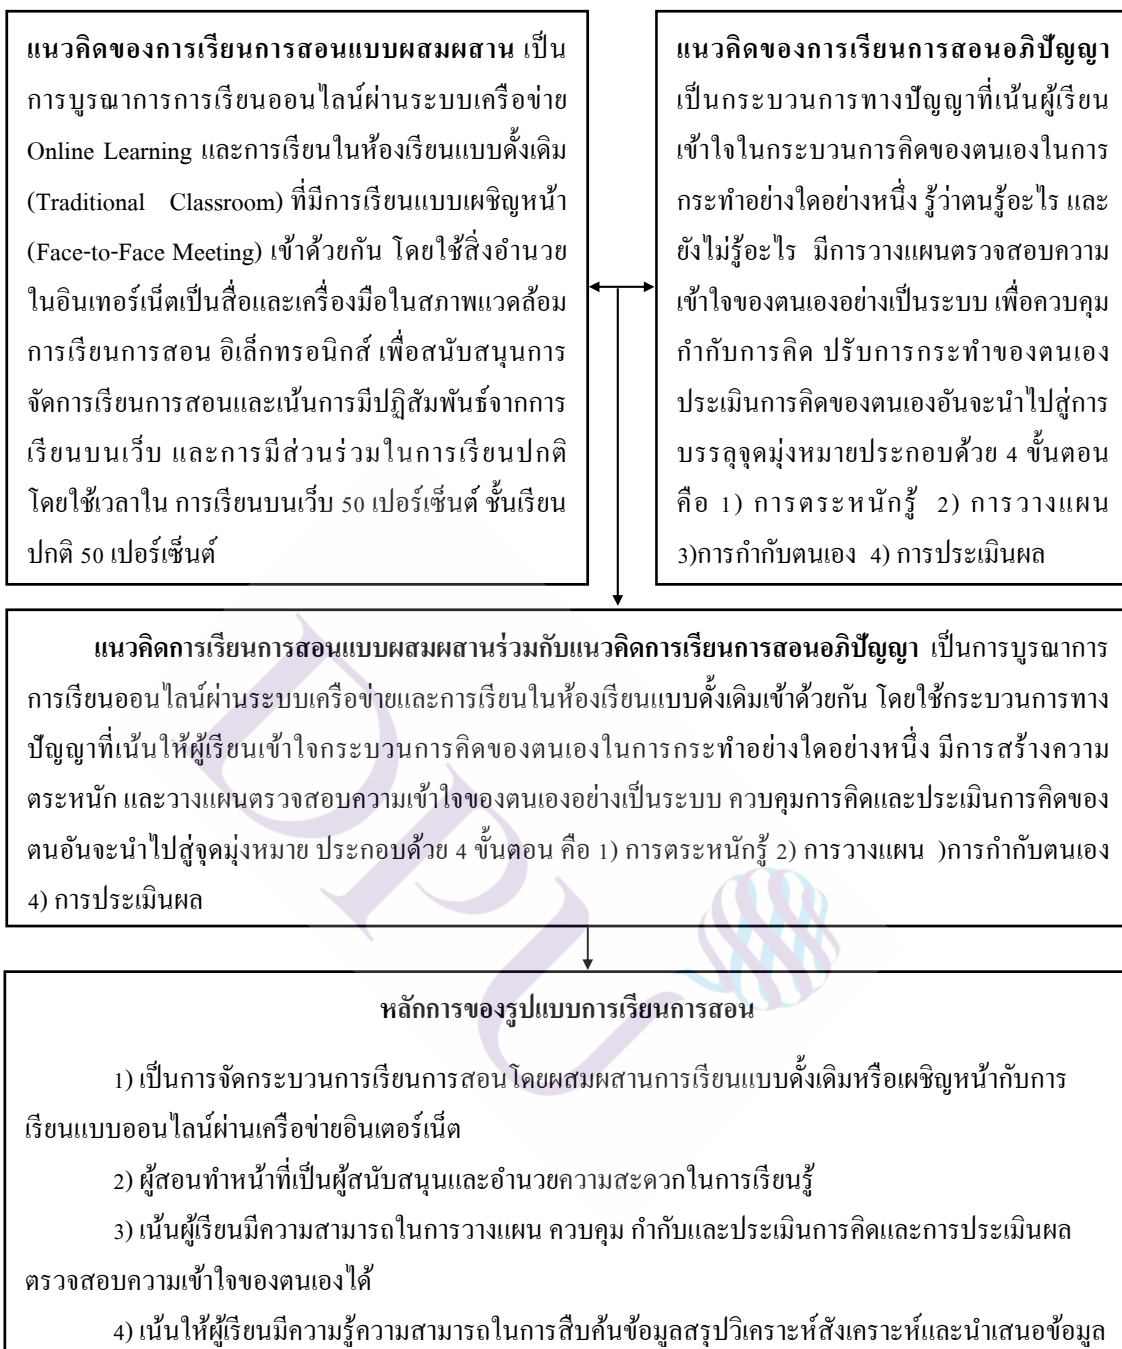 แนวคิดของการเรียนการสอนแบบผสมผสาน เป็น
การบูรณาการการเรียนออนไลน์ผ่านระบบเครือข่าย
Online Learning และการเรียนในห้องเรียนแบบดั้งเดิม
(Traditional Classroom) ที่มีการเรียนแบบเผชิญหน้า
(Face-to-Face Meeting) เข้าด้วยกัน โดยใช้สิ่งอำนวย
ในอินเทอร์เน็ตเป็นสื่อและเครื่องมือในสภาพแวดล้อม
การเรียนการสอน อิเล็กทรอนิกส์ เพื่อสนับสนุนการ
จัดการเรียนการสอนและเน้นการมีปฏิสัมพันธ์จากการ
เรียนบนเว็บ และการมีส่วนร่วมในการเรียนปกติ
โดยใช้เวลาใน การเรียนบนเว็บ 50 เปอร์เซ็นต์ ชั้นเรียน
ปกติ 50 เปอร์เซ็นต์
แนวคิดของการเรียนการสอนอภิปัญญา
เป็นกระบวนการทางปัญญาที่เน้นผู้เรียน
เข้าใจในกระบวนการคิดของตนเองในการ
กระทำอย่างใดอย่างหนึ่ง รู้ว่าตนรู้อะไร และ
ยังไม่รู้อะไร มีการวางแผนตรวจสอบความ
เข้าใจของตนเองอย่างเป็นระบบ เพื่อควบคุม
กำกับการคิด ปรับการกระทำของตนเอง
ประเมินการคิดของตนเองอันจะนำไปสู่การ
บรรลุจุดมุ่งหมายประกอบด้วย 4 ขั้นตอน
คือ 1) การตระหนักรู้ 2) การวางแผน
3)การกำกับตนเอง 4) การประเมินผล
แนวคิดการเรียนการสอนแบบผสมผสานร่วมกับแนวคิดการเรียนการสอนอภิปัญญา เป็นการบูรณาการ
การเรียนออนไลน์ผ่านระบบเครือข่ายและการเรียนในห้องเรียนแบบดั้งเดิมเข้าด้วยกัน โดยใช้กระบวนการทาง
ปัญญาที่เน้นให้ผู้เรียนเข้าใจกระบวนการคิดของตนเองในการกระทำอย่างใดอย่างหนึ่ง มีการสร้างความ
ตระหนัก และวางแผนตรวจสอบความเข้าใจของตนเองอย่างเป็นระบบ ควบคุมการคิดและประเมินการคิดของ
ตนอันจะนำไปสู่จุดมุ่งหมาย ประกอบด้วย 4 ขั้นตอน คือ 1) การตระหนักรู้ 2) การวางแผน )การกำกับตนเอง
4) การประเมินผล
DPU
หลักการของรูปแบบการเรียนการสอน
1) เป็นการจัดกระบวนการเรียนการสอนโดยผสมผสานการเรียนแบบดั้งเดิมหรือเผชิญหน้ากับการ
เรียนแบบออนไลน์ผ่านเครือข่ายอินเตอร์เน็ต
2) ผู้สอนทำหน้าที่เป็นผู้สนับสนุนและอำนวยความสะดวกในการเรียนรู้
3) เน้นผู้เรียนมีความสามารถในการวางแผน ควบคุม กำกับและประเมินการคิดและการประเมินผล
ตรวจสอบความเข้าใจของตนเองได้
4) เน้นให้ผู้เรียนมีความรู้ความสามารถในการสืบค้นข้อมูลสรุปวิเคราะห์สังเคราะห์และนำเสนอข้อมูล